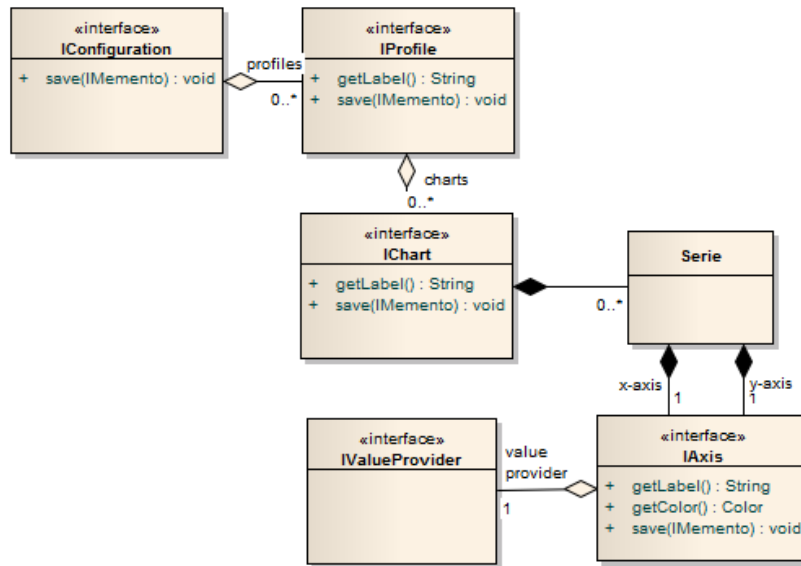 «interface»
IConfiguration
+ save(IMemento) : void
profiles
0..*
«interface»
IProfile
+ getLabel() : String
+ save(IMemento) : void
charts
0..*
«interface»
IChart
+ getLabel() : String
+ save(IMemento) : void
0..*
Serie
x-axis
1
y-axis
1
«interface»
IValueProvider
value
provider
1
«interface»
IAxis
+ getLabel() : String
+ getColor() : Color
+ save(IMemento) : void